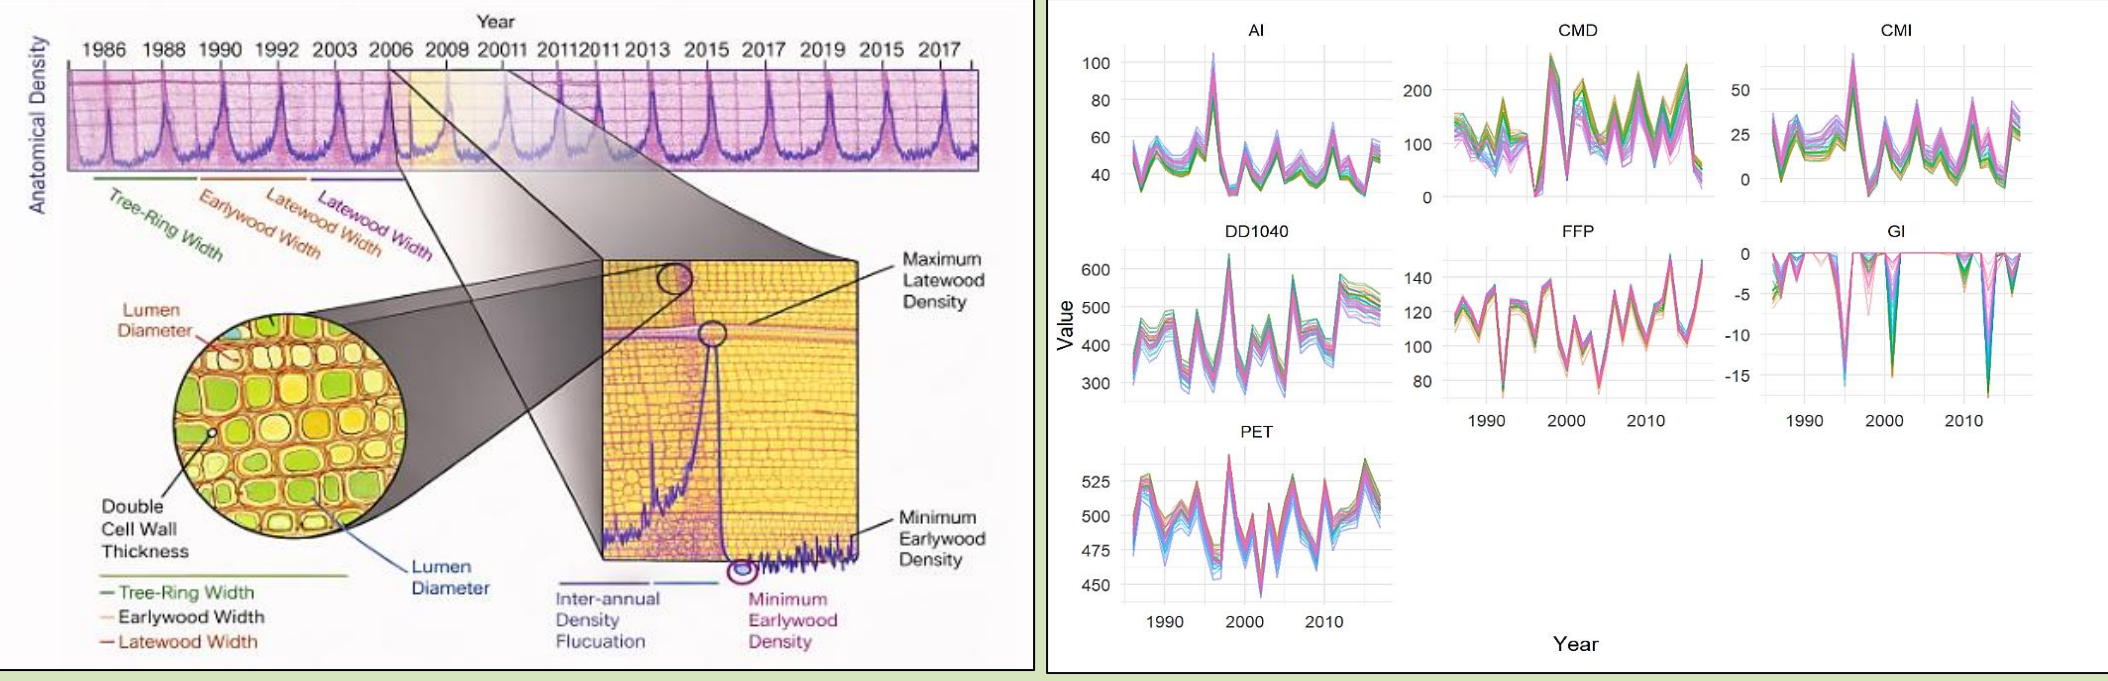 Year
1986 1988 1990 1992 2003 2006 2009 20011 20112011 2013 2015 2017 2019 2015 2017
Anatomical Density
Tree-Ring Width
Earlywood Width
Latewood Width
Latewood Width
Maximum
Latewood
Density
Lumen
Diameter
Double
Cell Wall
Thickness
Lumen
Diameter
Minimum
Earlywood
Density
Tree-Ring Width
Earlywood Width
Latewood Width
Inter-annual
Density
Flucuation
Minimum
Earlywood
Density
AI
100
80
60
40
CMD
200
100
0
CMI
50
25
0
DD1040
600
500
400
300
FFP
140
120
100
80
1990 2000 2010
GI
0
-5
-10
-15
1990 2000 2010
Value
PET
525
500
475
450
1990 2000 2010
Year